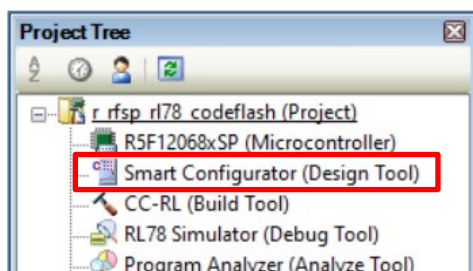 Project Tree
r_rfsp_rl78_codeflash (Project)
R5F12068xSP (Microcontroller)
Smart Configurator (Design Tool)
CC-RL (Build Tool)
RL78 Simulator (Debug Tool)
Program Analyzer (Analyze Tool)